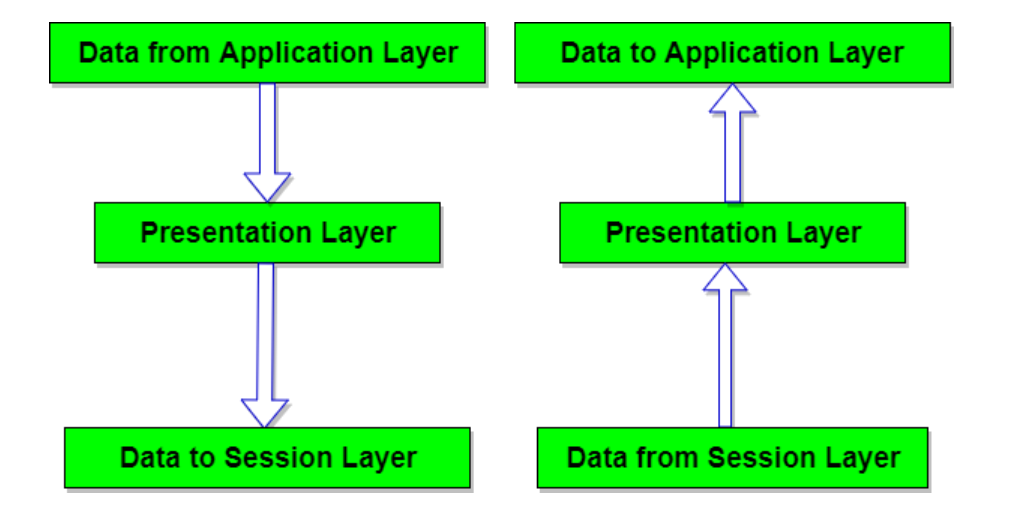 Data from Application Layer
Data to Application Layer
Presentation Layer
Presentation Layer
Data to Session Layer
Data from Session Layer